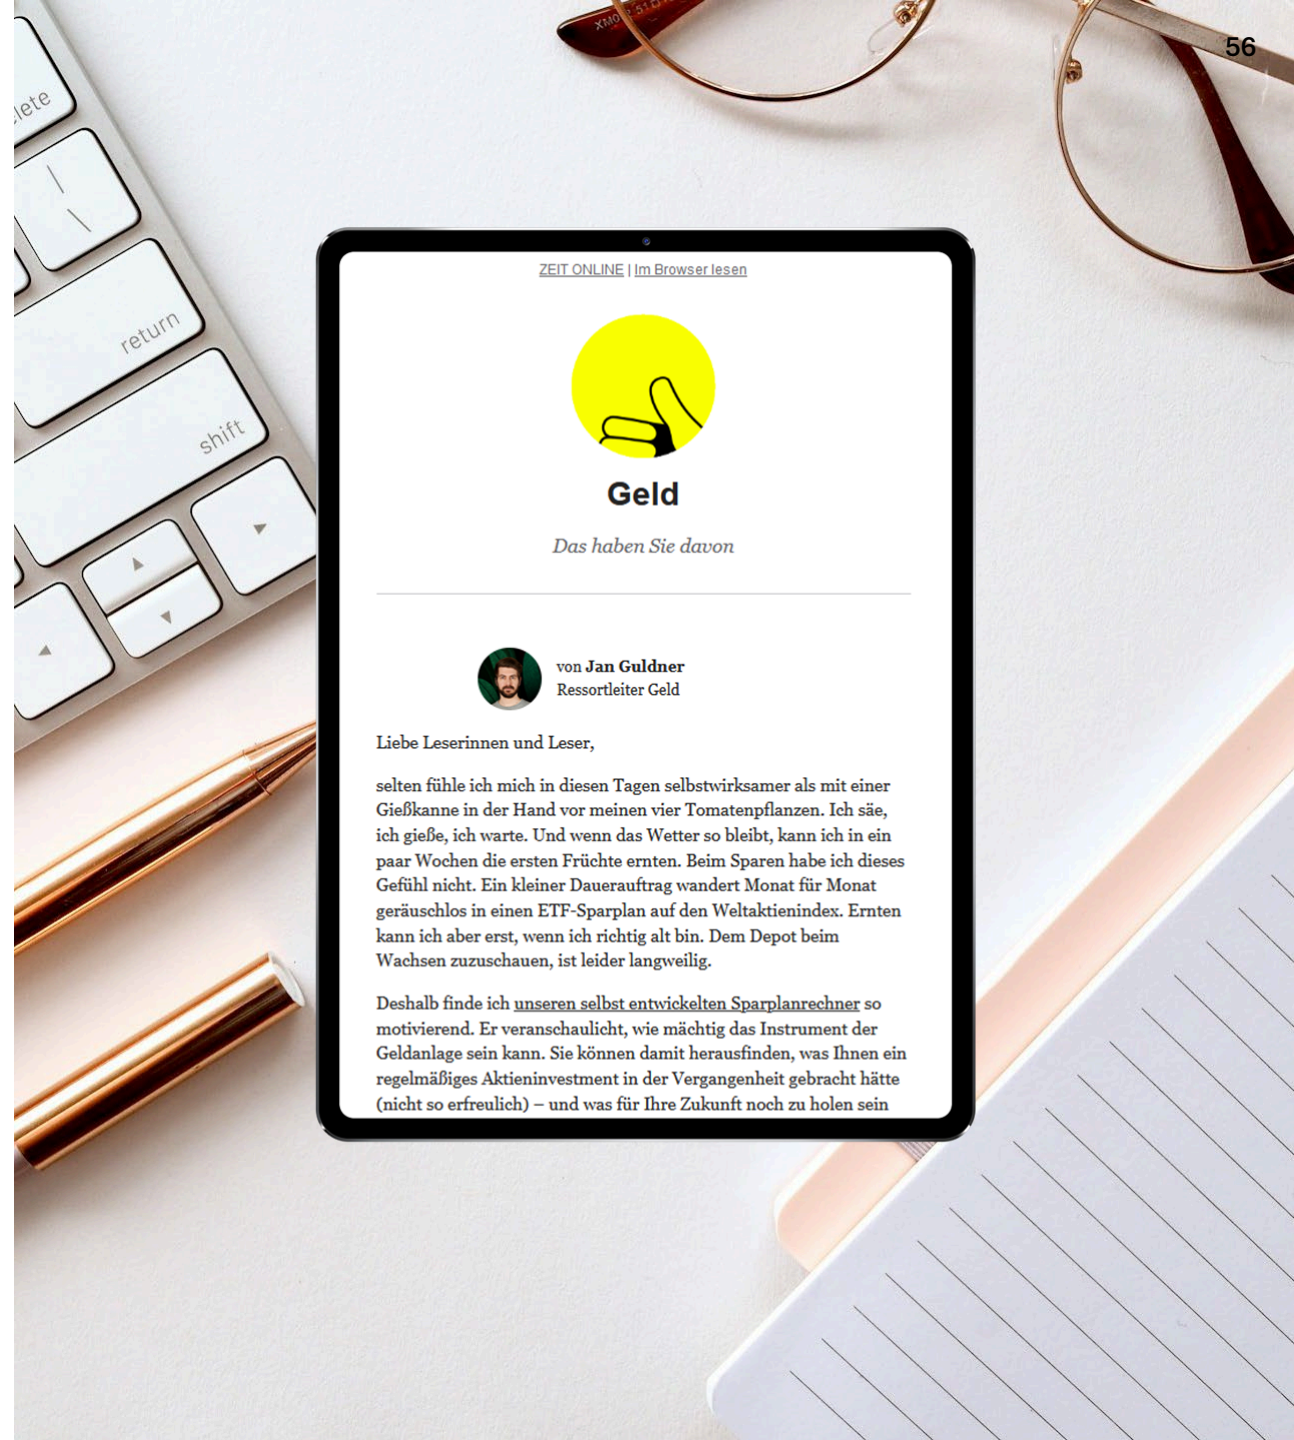 56
XM0
lete
return
shift
ZEIT ONLINE | Im Browser lesen
Geld
Das haben Sie davon
von Jan Guldner
Ressortleiter Geld
Liebe Leserinnen und Leser,
selten fühle ich mich in diesen Tagen selbstwirksamer als mit einer
Gießkanne in der Hand vor meinen vier Tomatenpflanzen. Ich säe,
ich gieße, ich warte. Und wenn das Wetter so bleibt, kann ich in ein
paar Wochen die ersten Früchte ernten. Beim Sparen habe ich dieses
Gefühl nicht. Ein kleiner Dauerauftrag wandert Monat für Monat
geräuschlos in einen ETF-Sparplan auf den Weltaktienindex. Ernten
kann ich aber erst, wenn ich richtig alt bin. Dem Depot beim
Wachsen zuzuschauen, ist leider langweilig.
Deshalb finde ich unseren selbst entwickelten Sparplanrechner so
motivierend. Er veranschaulicht, wie mächtig das Instrument der
Geldanlage sein kann. Sie können damit herausfinden, was Ihnen ein
regelmäßiges Aktieninvestment in der Vergangenheit gebracht hätte
(nicht so erfreulich) – und was für Ihre Zukunft noch zu holen sein